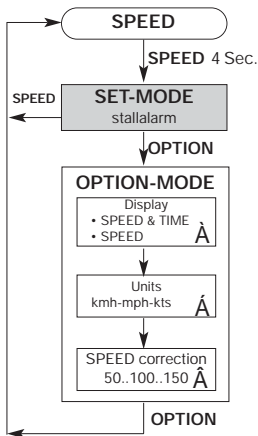 SPEED
SPEED 4 Sec.
SPEED
SET-MODE
stallalarm
OPTION
OPTION-MODE
Display
• SPEED & TIME
• SPEED À
Units
kmh-mph-kts Á
SPEED correction
50..100..150 Â
OPTION